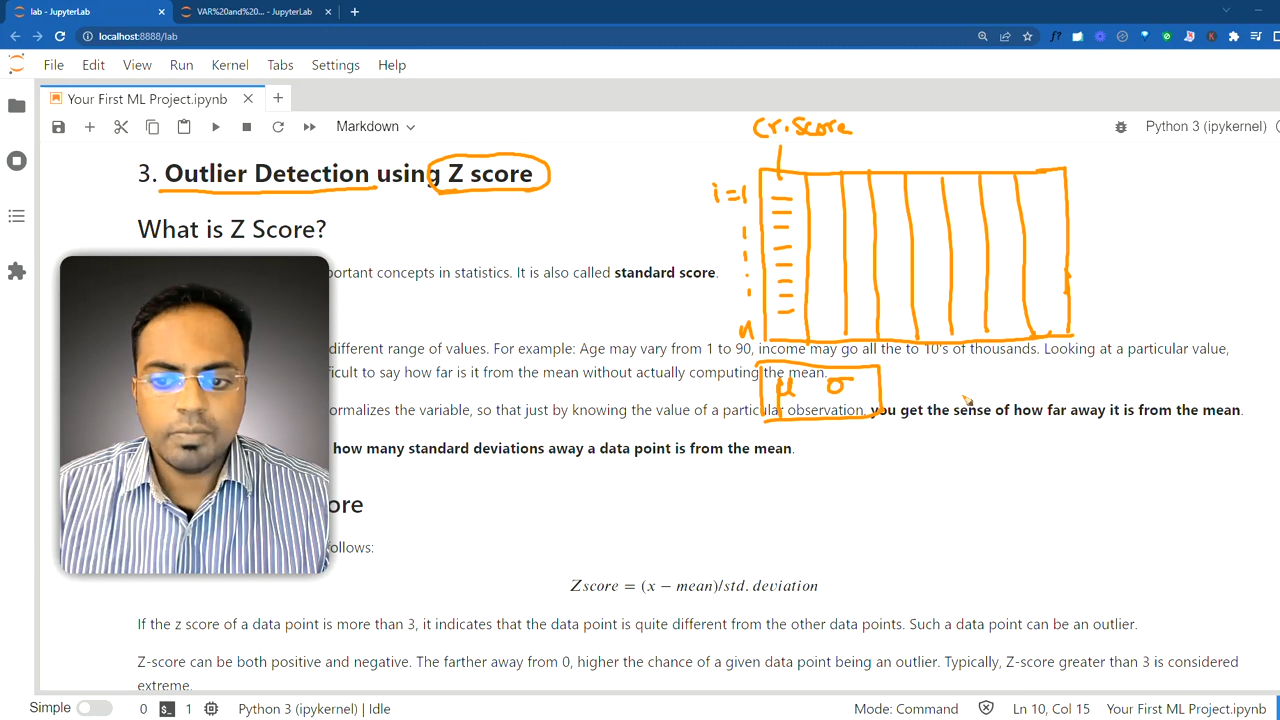 lab - JupyterLab
VAR%20and%20... - JupyterLab
localhost:8888/lab
File Edit View Run Kernel Tabs Settings Help
Your First ML Project.ipynb
Markdown
Python 3 (ipykernel)
Cr.Score
3. Outlier Detection using Z score
i=1
What is Z Score?
portant concepts in statistics. It is also called standard score.
n
different range of values. For example: Age may vary from 1 to 90, income may go all the to 10's of thousands. Looking at a particular value,
ficult to say how far is it from the mean without actually computing the mean.
μ σ
ormalizes the variable, so that just by knowing the value of a particular observation, you get the sense of how far away it is from the mean.
how many standard deviations away a data point is from the mean.
ore
ollows:
Zscore = (x − mean)/std. deviation
If the z score of a data point is more than 3, it indicates that the data point is quite different from the other data points. Such a data point can be an outlier.
Z-score can be both positive and negative. The farther away from 0, higher the chance of a given data point being an outlier. Typically, Z-score greater than 3 is considered
extreme.
Simple 0 1 Python 3 (ipykernel) | Idle Mode: Command Ln 10, Col 15 Your First ML Project.ipynb